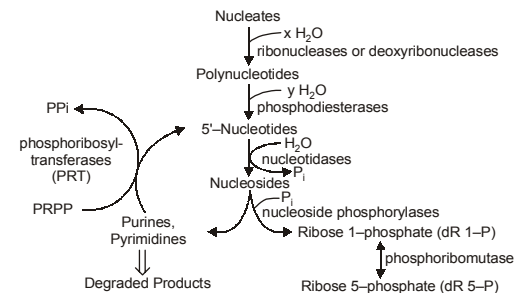 Nucleates
x H₂O
ribonucleases or deoxyribonucleases
Polynucleotides
y H₂O
phosphodiesterases
PPi
5'–Nucleotides
phosphoribosyl-
transferases
(PRT)
H₂O
nucleotidases
Pᵢ
Nucleosides
PRPP
Pᵢ
nucleoside phosphorylases
Purines,
Pyrimidines
Ribose 1–phosphate (dR 1–P)
phosphoribomutase
Degraded Products
Ribose 5–phosphate (dR 5–P)